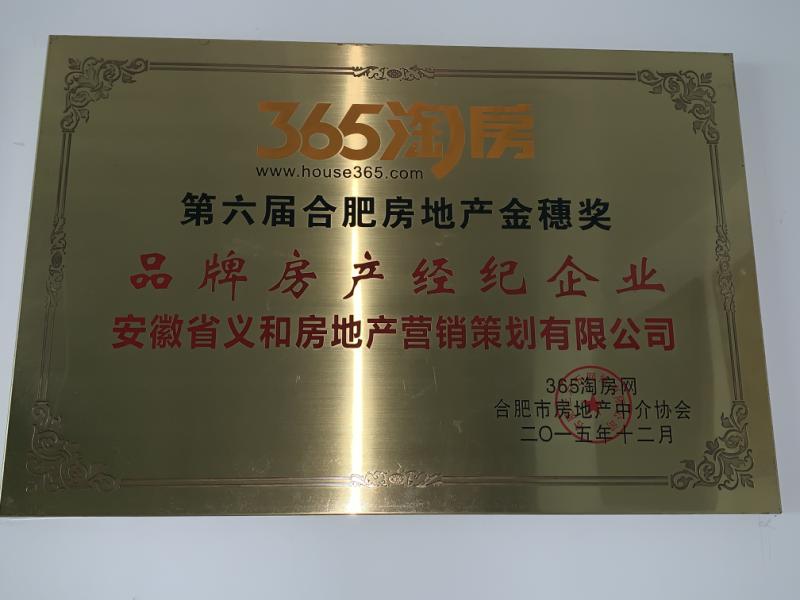 365淘房
www.house365.com
第六届合肥房地产金穗奖
品牌房产经纪企业
安徽省义和房地产营销策划有限公司
365淘房网
合肥市房地产中介协会
二〇一五年十二月